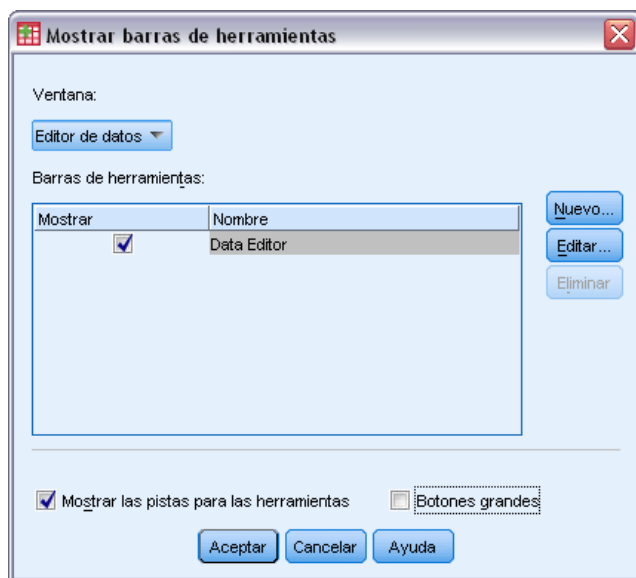 Mostrar barras de herramientas
Ventana:
Editor de datos
Barras de herramientas:
Mostrar Nombre
Data Editor
Nuevo...
Editar...
Eliminar
Mostrar las pistas para las herramientas Botones grandes
Aceptar Cancelar Ayuda